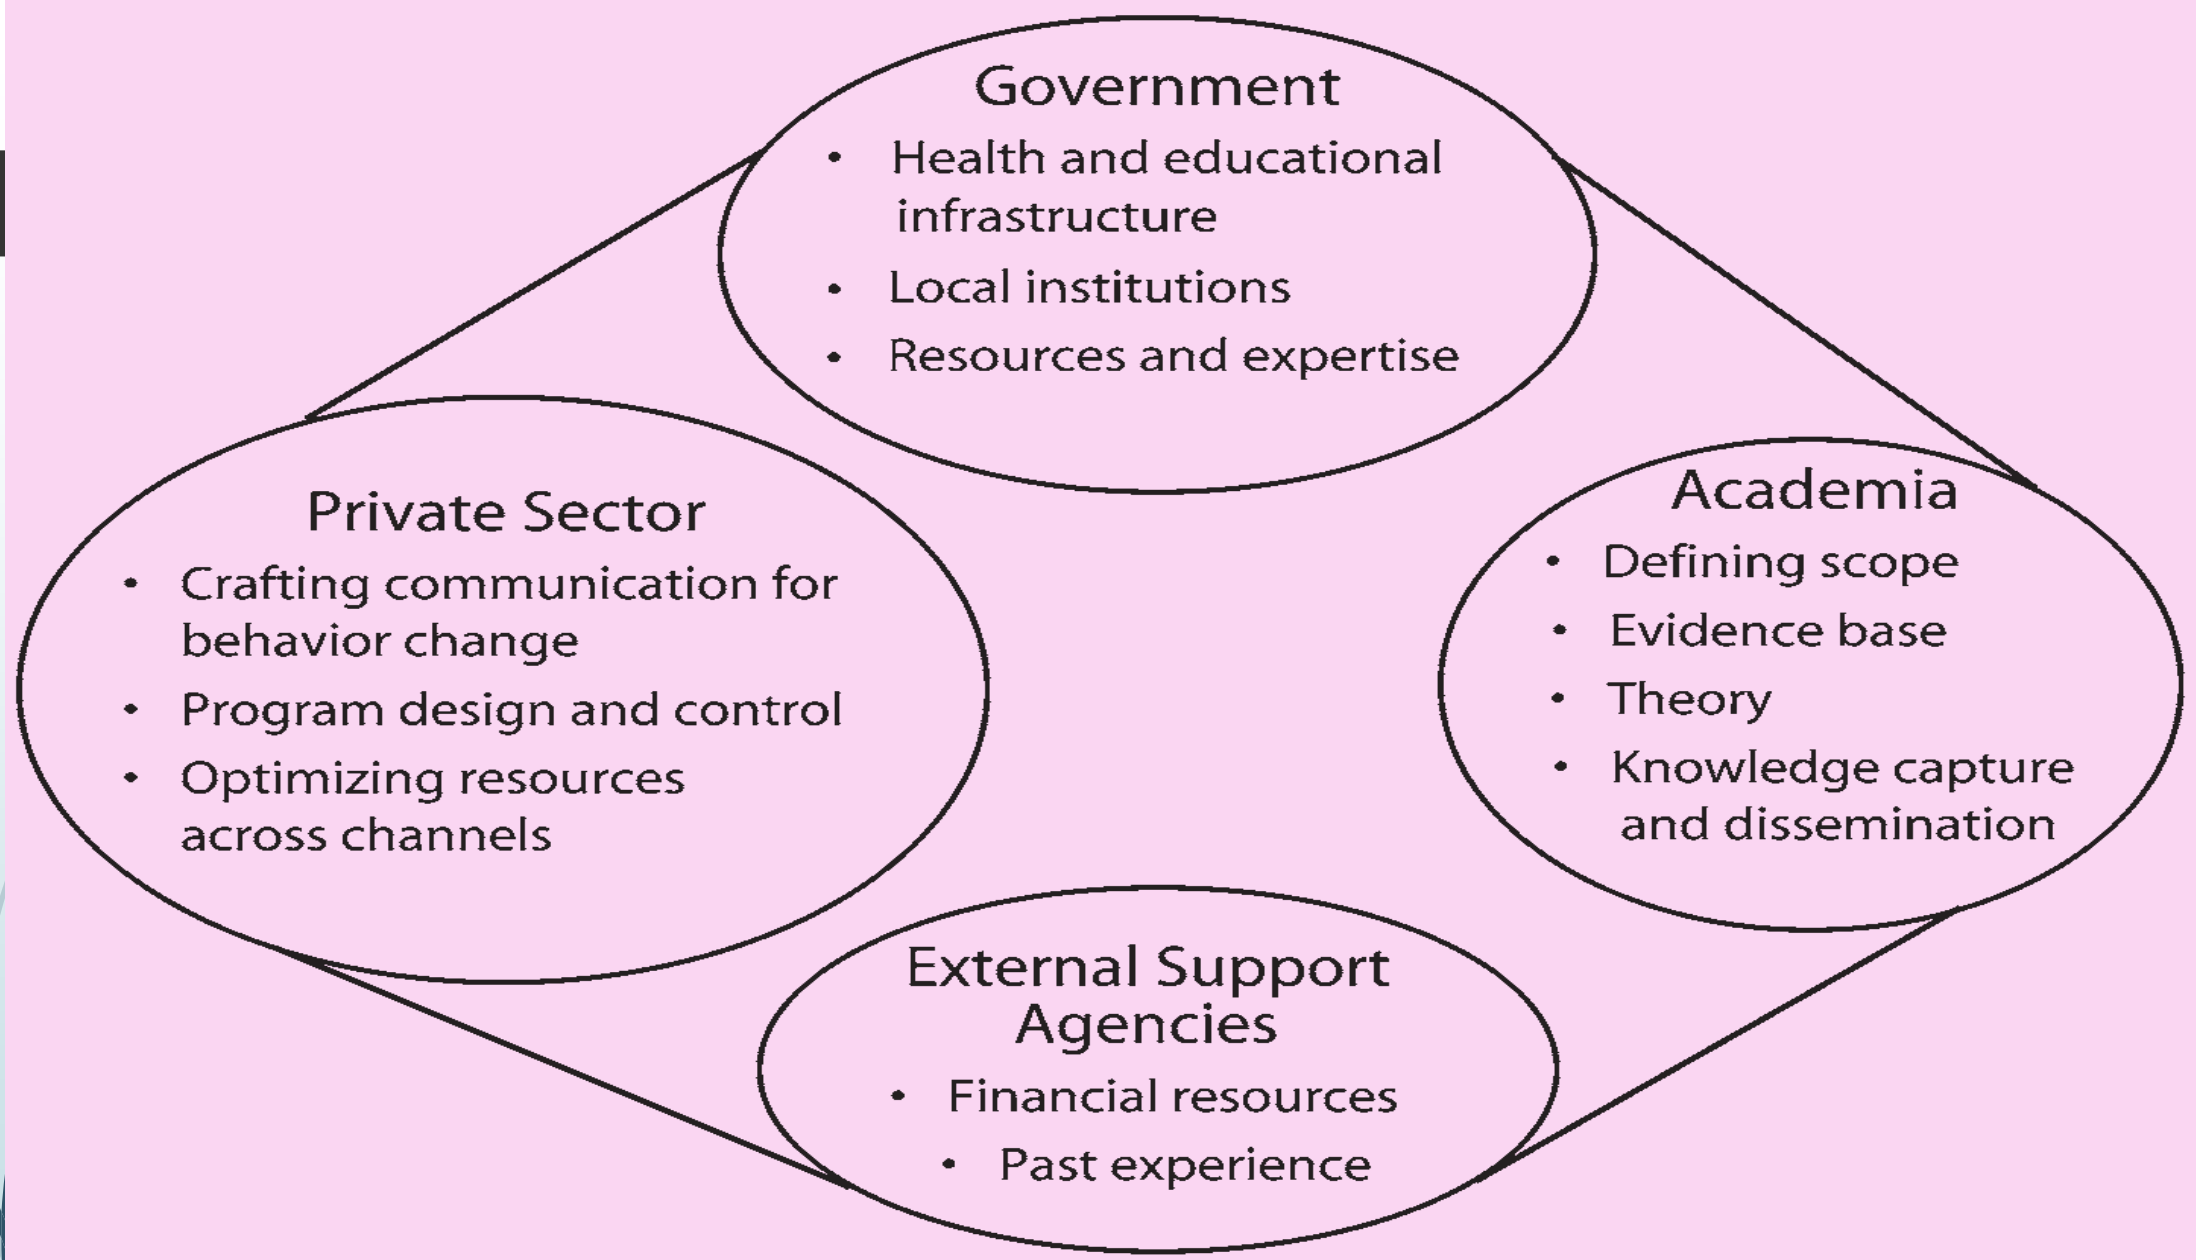 Government
• Health and educational
infrastructure
• Local institutions
• Resources and expertise
Private Sector
• Crafting communication for
behavior change
• Program design and control
• Optimizing resources
across channels
Academia
• Defining scope
• Evidence base
• Theory
• Knowledge capture
and dissemination
External Support
Agencies
• Financial resources
• Past experience